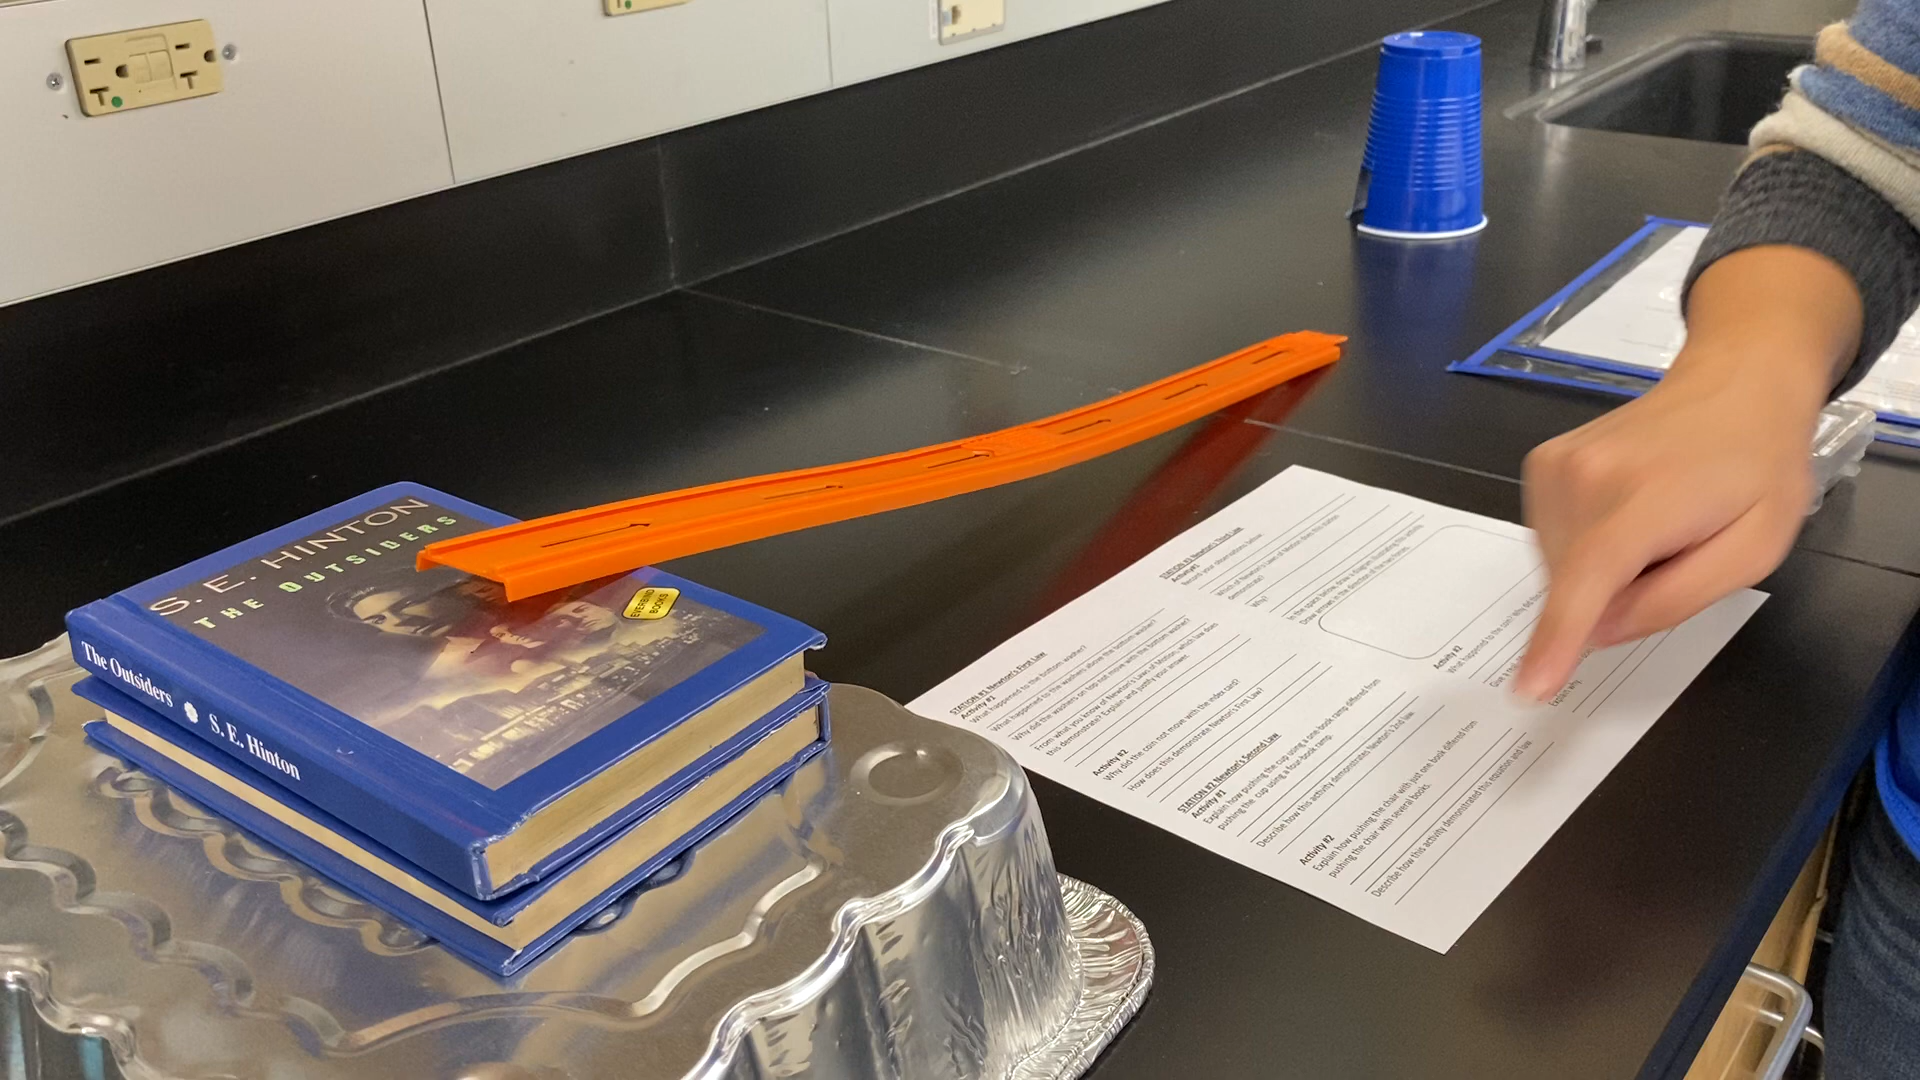 S. E. HINTON
THE OUTSIDERS
EVERBIND
BOOKS
The Outsiders S. E. Hinton
STATION #1 Newton's First Law
Activity #1
What happened to the bottom washer?
What happened to the washers above the bottom washer?
Why did the washers on top not move with the bottom washer?
From what you know of Newton's Laws of Motion, which law does
this demonstrate? Explain and justify your answer.
Activity #2
Why did the coin not move with the index card?
How does this demonstrate Newton's First Law?
STATION #2 Newton's Second Law
Activity #1
Explain how pushing the cup using a one book ramp differed from
pushing the cup using a four-book ramp.
Describe how this activity demonstrates Newton's 2nd law
Activity #2
Explain how pushing the chair with just one book differed from
pushing the chair with several books.
Describe how this activity demonstrated this equation and law
STATION #3 Newton's Third Law
Activity #1
Record your observations, below:
Which of Newton's Laws of Motion does this
demonstrate?
Why?
In the space below, draw a diagram illustrating this activity
Draw arrows in the direction of the two forces.
Activity #2
What happened to the coin? Why did
Give a
Explain why.